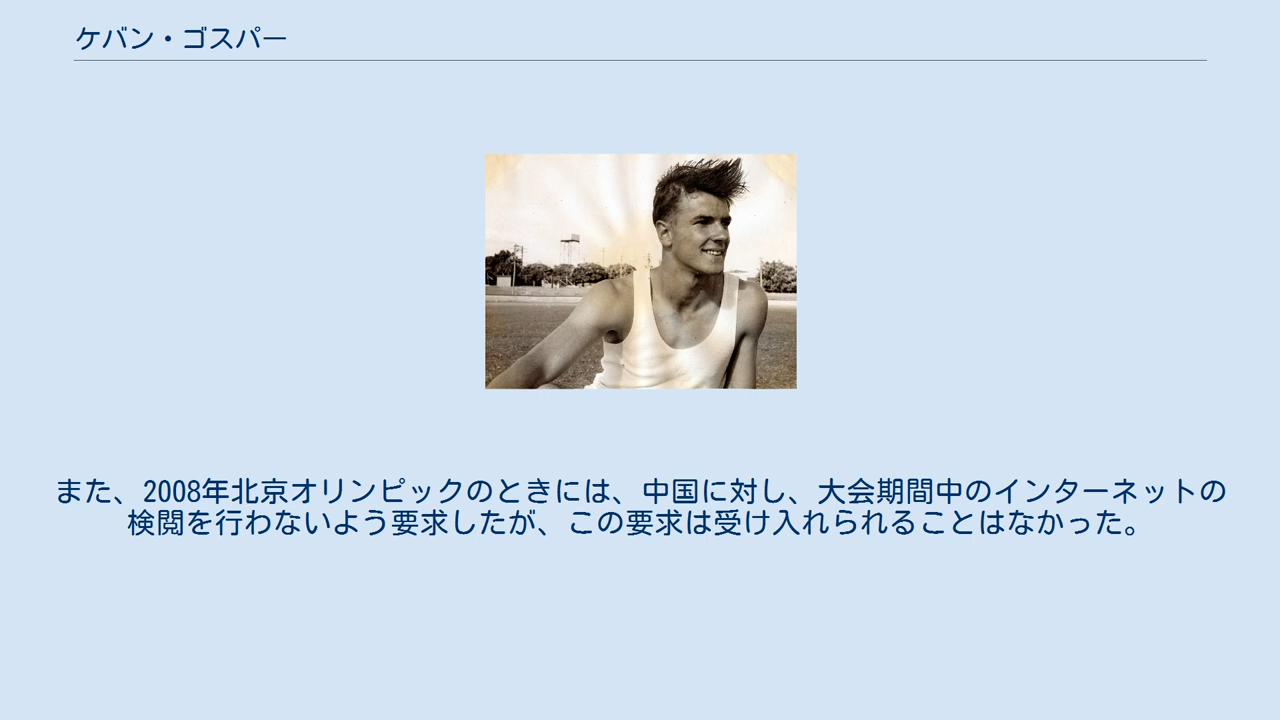 ケバン・ゴスパー
また、2008年北京オリンピックのときには、中国に対し、大会期間中のインターネットの
検閲を行わないよう要求したが、この要求は受け入れられることはなかった。